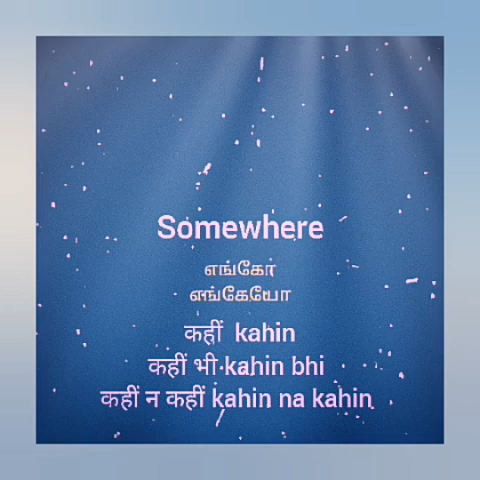 Somewhere
எங்கோ
எங்கேயோ
कहीं kahin
कहीं भी kahin bhi
कहीं न कहीं kahin na kahin